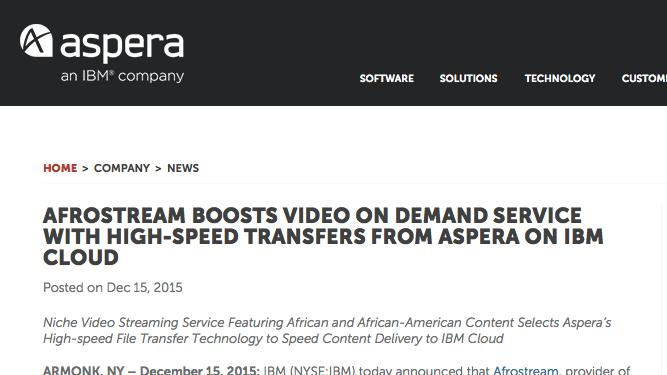 aspera
an IBM® company
SOFTWARE SOLUTIONS TECHNOLOGY CUSTOM
HOME > COMPANY > NEWS
AFROSTREAM BOOSTS VIDEO ON DEMAND SERVICE
WITH HIGH-SPEED TRANSFERS FROM ASPERA ON IBM
CLOUD
Posted on Dec 15, 2015
Niche Video Streaming Service Featuring African and African-American Content Selects Aspera’s
High-speed File Transfer Technology to Speed Content Delivery to IBM Cloud
ARMONK, NY – December 15, 2015: IBM (NYSE:IBM) today announced that Afrostream, provider of